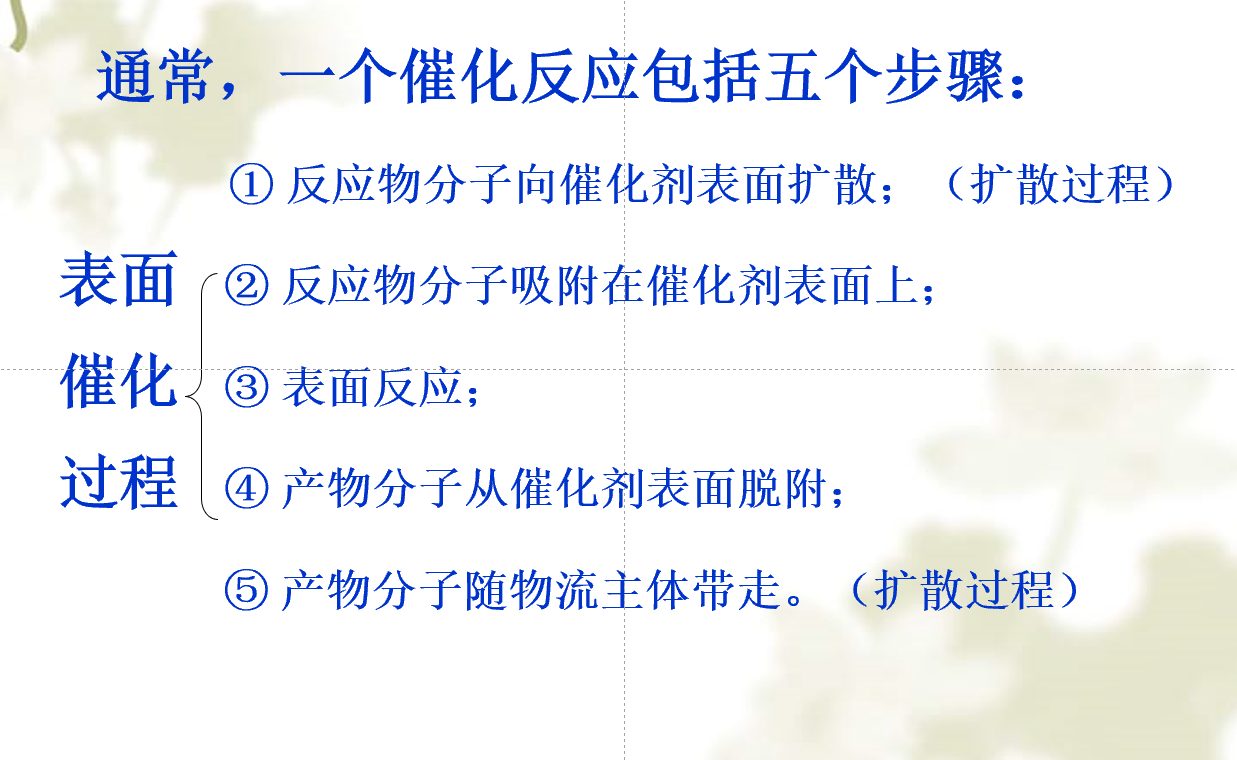 通常，一个催化反应包括五个步骤：
① 反应物分子向催化剂表面扩散；（扩散过程）
表面
② 反应物分子吸附在催化剂表面上；
催化
③ 表面反应；
过程
④ 产物分子从催化剂表面脱附；
⑤ 产物分子随物流主体带走。（扩散过程）